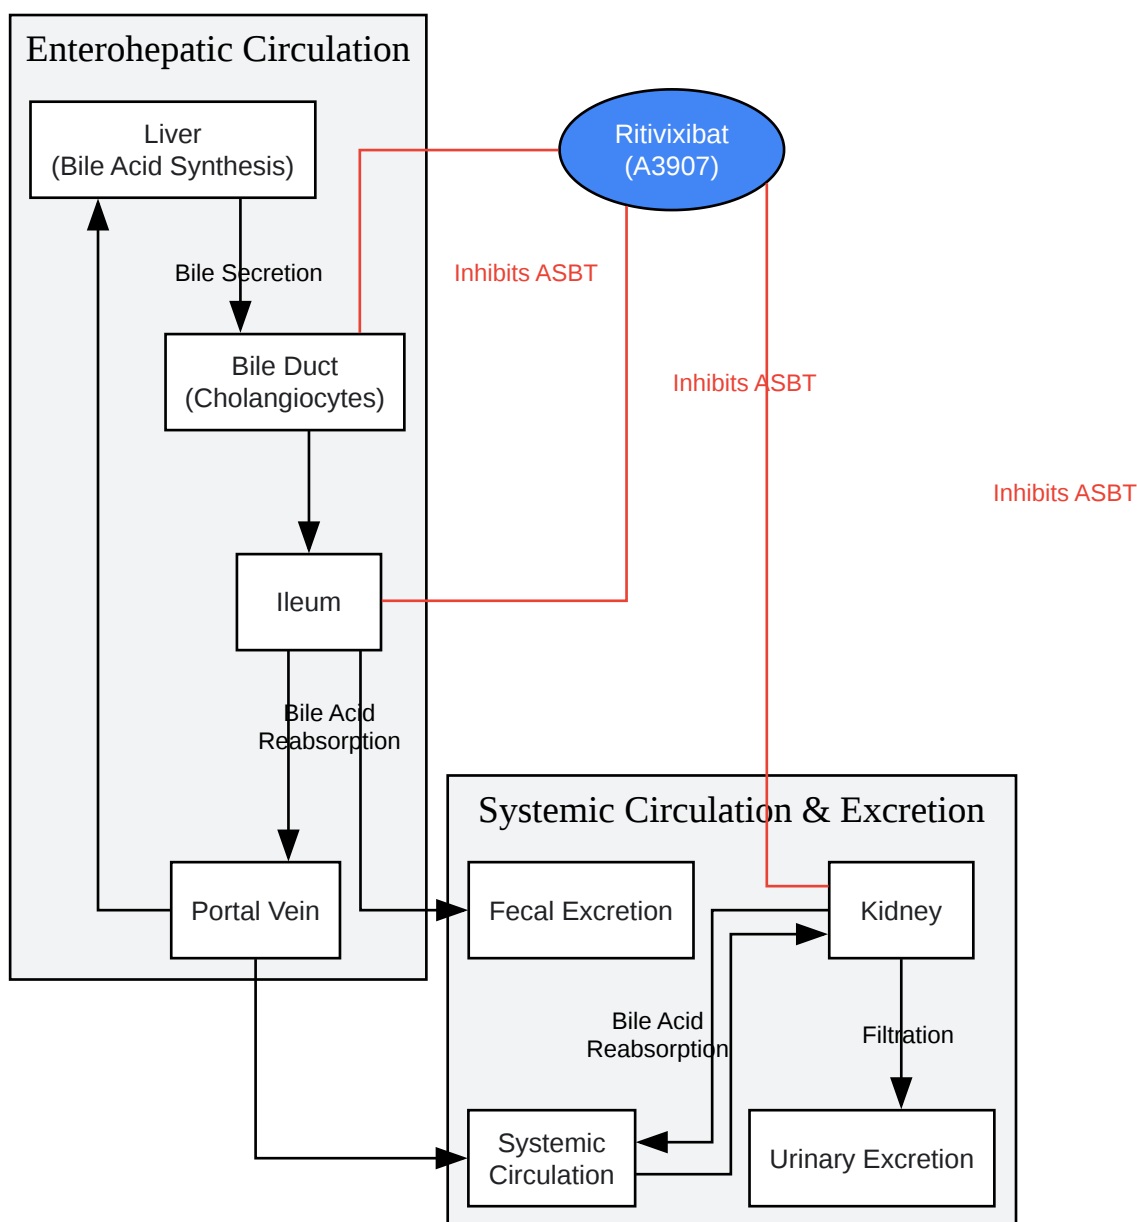 Enterohepatic Circulation
Liver
(Bile Acid Synthesis)
Ritivixibat
(A3907)
Bile Secretion
Inhibits ASBT
Bile Duct
(Cholangiocytes)
Inhibits ASBT
Inhibits ASBT
Ileum
Bile Acid
Reabsorption
Systemic Circulation & Excretion
Portal Vein
Fecal Excretion
Kidney
Bile Acid
Reabsorption
Filtration
Systemic
Circulation
Urinary Excretion